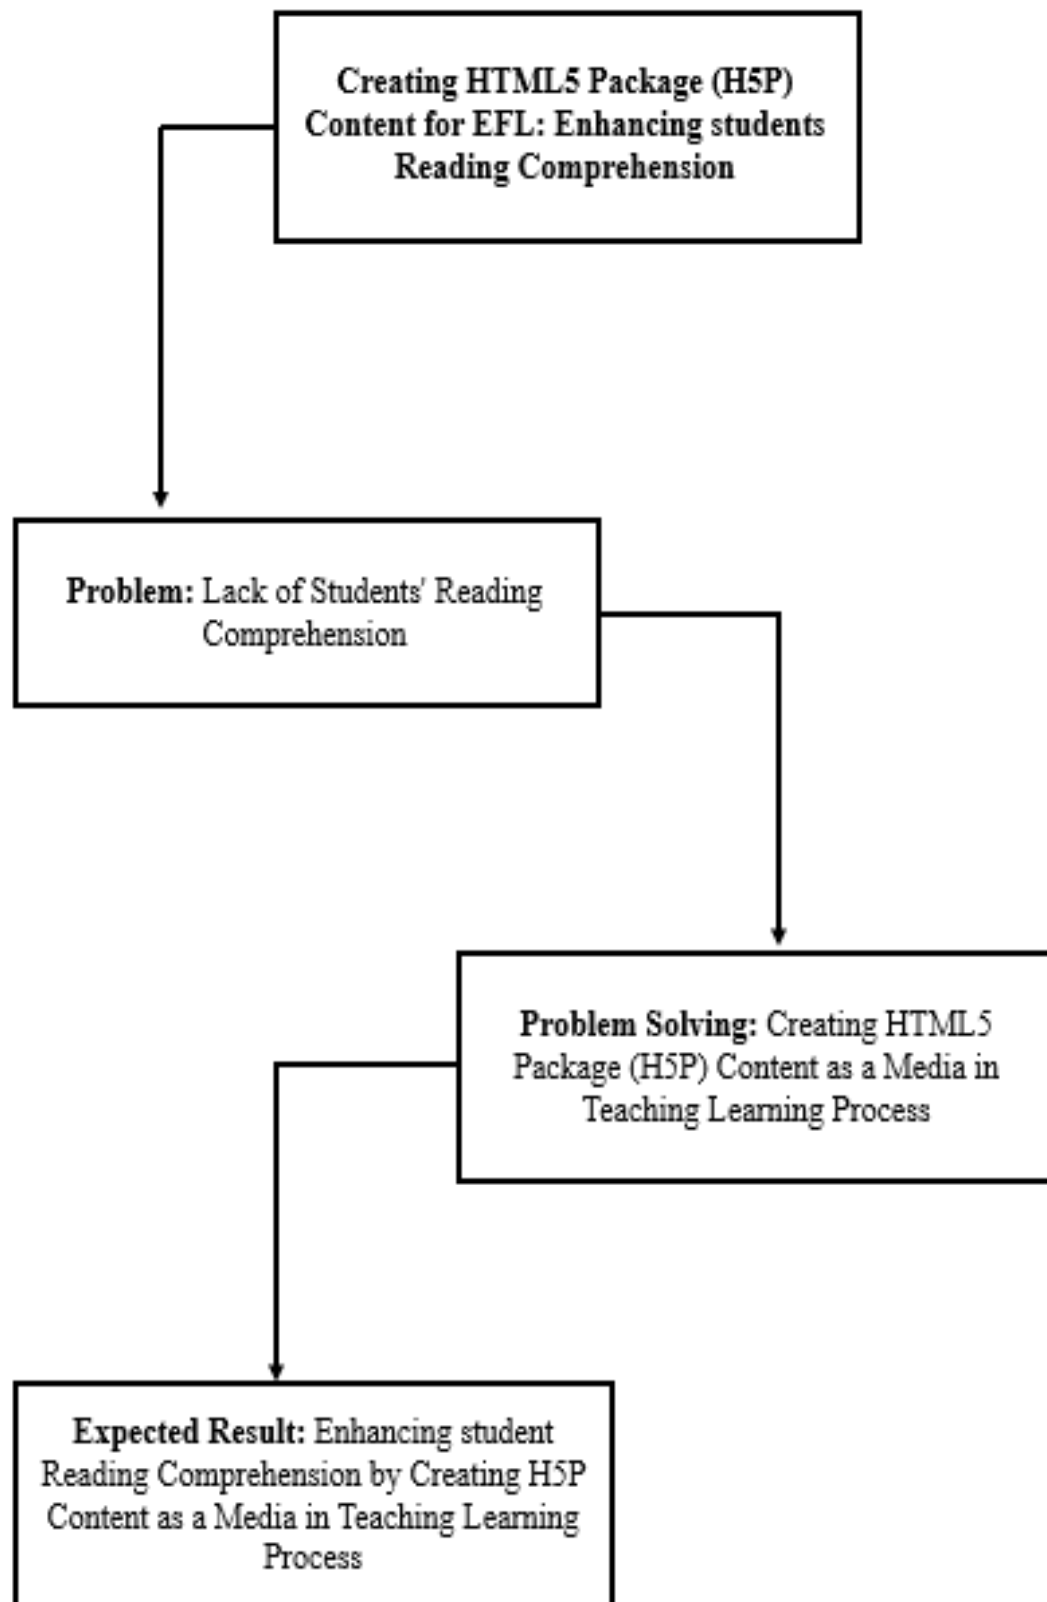 Creating HTML5 Package (H5P)
Content for EFL: Enhancing students
Reading Comprehension
Problem: Lack of Students' Reading
Comprehension
Problem Solving: Creating HTML5
Package (H5P) Content as a Media in
Teaching Learning Process
Expected Result: Enhancing student
Reading Comprehension by Creating H5P
Content as a Media in Teaching Learning
Process